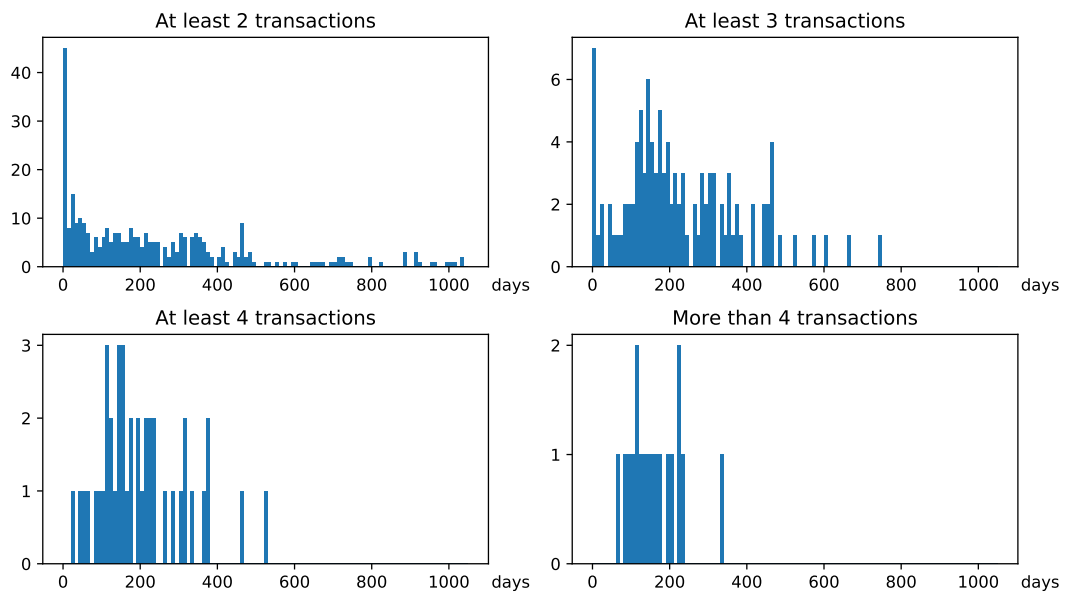 At least 2 transactions
40
30
20
10
0
0 200 400 600 800 1000 days
At least 3 transactions
6
4
2
0
0 200 400 600 800 1000 days
At least 4 transactions
3
2
1
0
0 200 400 600 800 1000 days
More than 4 transactions
2
1
0
0 200 400 600 800 1000 days